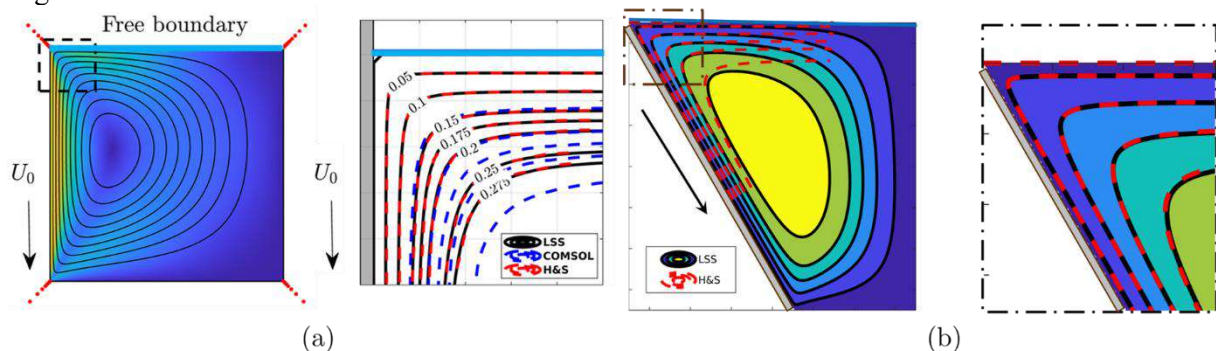 Free boundary
U₀
U₀
0.05
0.1
0.15
0.175
0.2
0.25
0.275
LSS
COMSOL
H&S
LSS
H&S
(a)
(b)